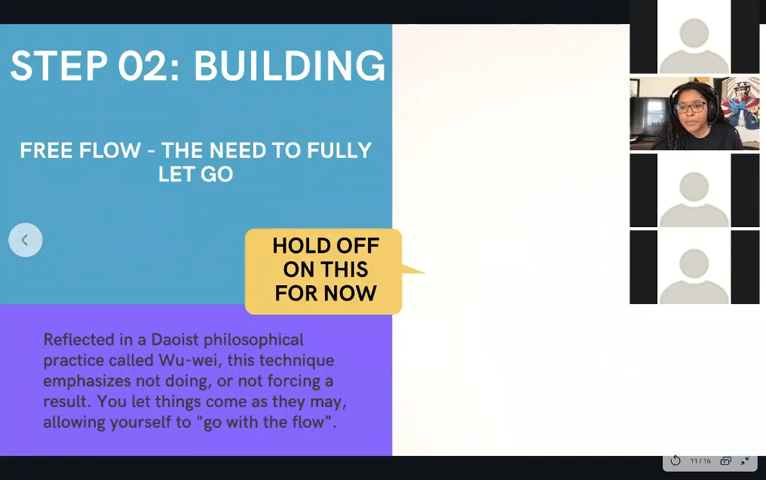 STEP 02: BUILDING
FREE FLOW - THE NEED TO FULLY
LET GO
HOLD OFF
ON THIS
FOR NOW
Reflected in a Daoist philosophical
practice called Wu-wei, this technique
emphasizes not doing, or not forcing a
result. You let things come as they may,
allowing yourself to "go with the flow".
11 / 16